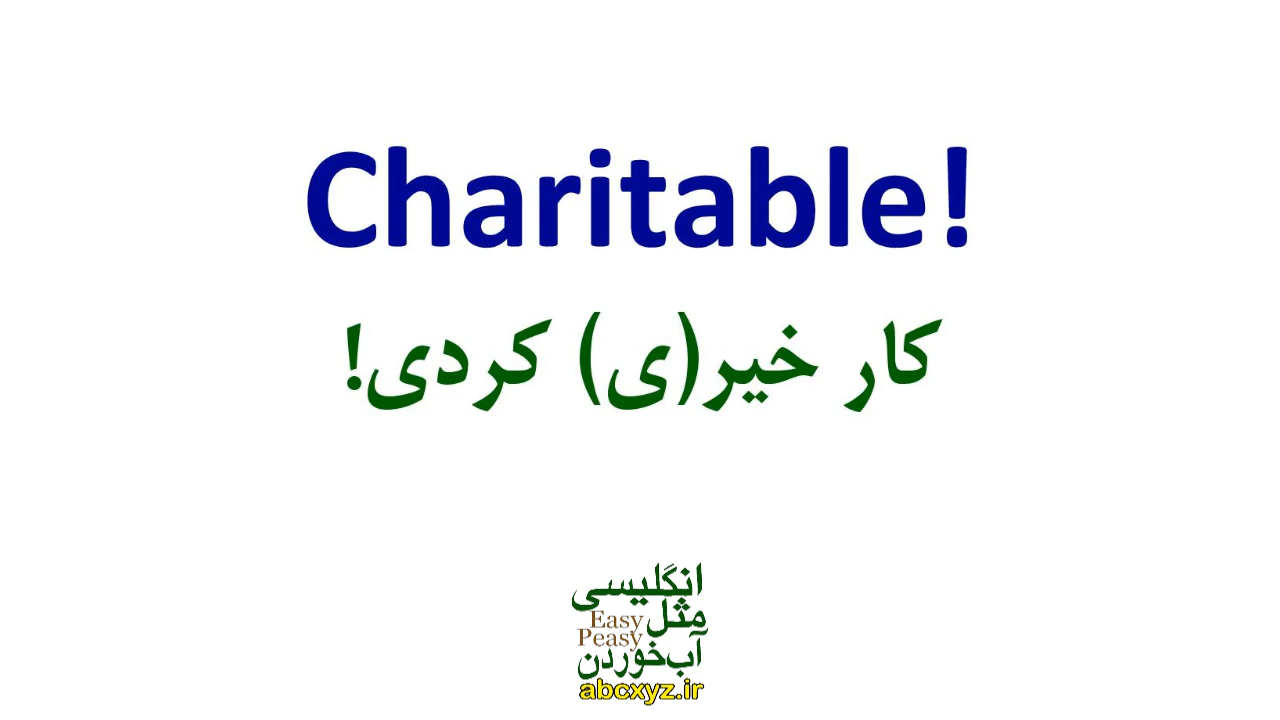 Charitable!
کار خیر(ی) کردی!
انگلیسی
مثل Easy
Peasy
آب‌خوردن
abcxyz.ir